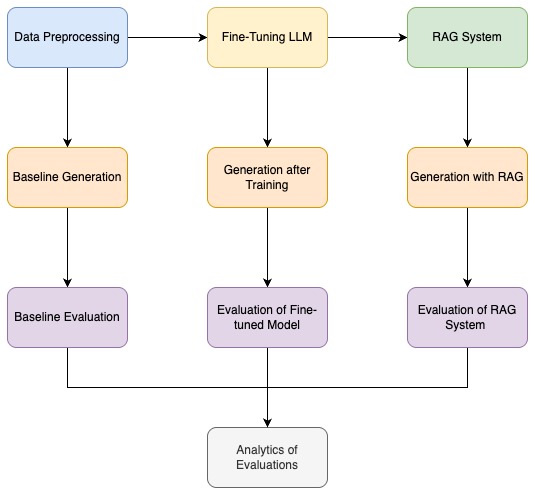 Data Preprocessing
Fine-Tuning LLM
RAG System
Baseline Generation
Generation after
Training
Generation with RAG
Baseline Evaluation
Evaluation of Fine-
tuned Model
Evaluation of RAG
System
Analytics of
Evaluations